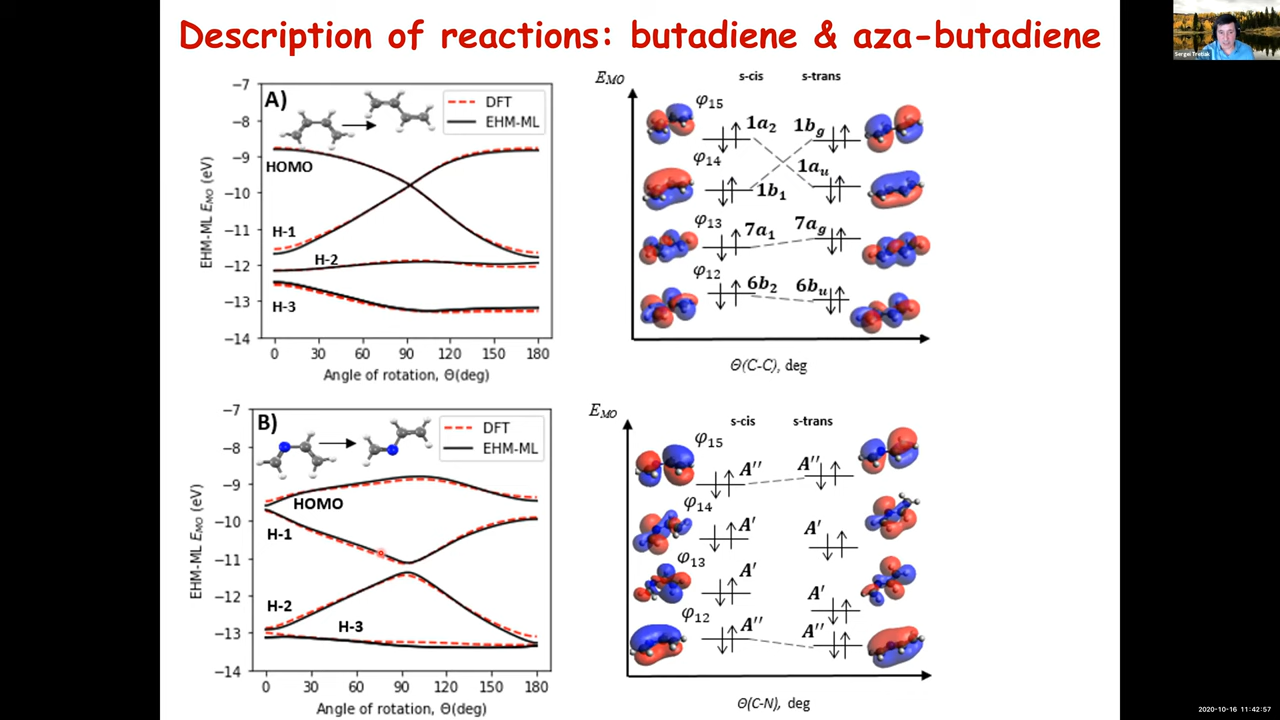 Description of reactions: butadiene & aza-butadiene
Sergei Tretiak
A)
DFT
EHM-ML
HOMO
H-1
H-2
H-3
EHM-ML E_MO (eV)
−7
−8
−9
−10
−11
−12
−13
−14
0 30 60 90 120 150 180
Angle of rotation, Θ(deg)
E_MO
s-cis s-trans
φ15 1a2 1bg
φ14 1b1 1au
φ13 7a1 7ag
φ12 6b2 6bu
Θ(C-C), deg
B)
DFT
EHM-ML
HOMO
H-1
H-2
H-3
EHM-ML E_MO (eV)
−7
−8
−9
−10
−11
−12
−13
−14
0 30 60 90 120 150 180
Angle of rotation, Θ(deg)
E_MO
s-cis s-trans
φ15 A′′ A′′
φ14 A′ A′
φ13 A′ A′
φ12 A′′ A′′
Θ(C-N), deg
2020-10-16 11:42:57